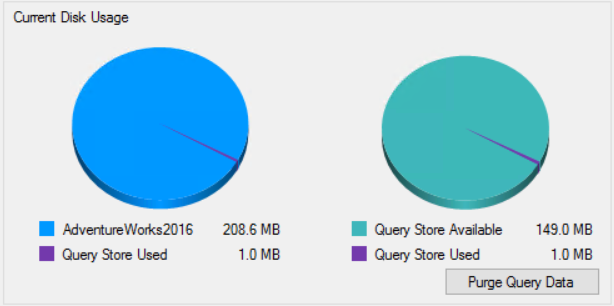 Current Disk Usage
AdventureWorks2016 208.6 MB
Query Store Used 1.0 MB
Query Store Available 149.0 MB
Query Store Used 1.0 MB
Purge Query Data